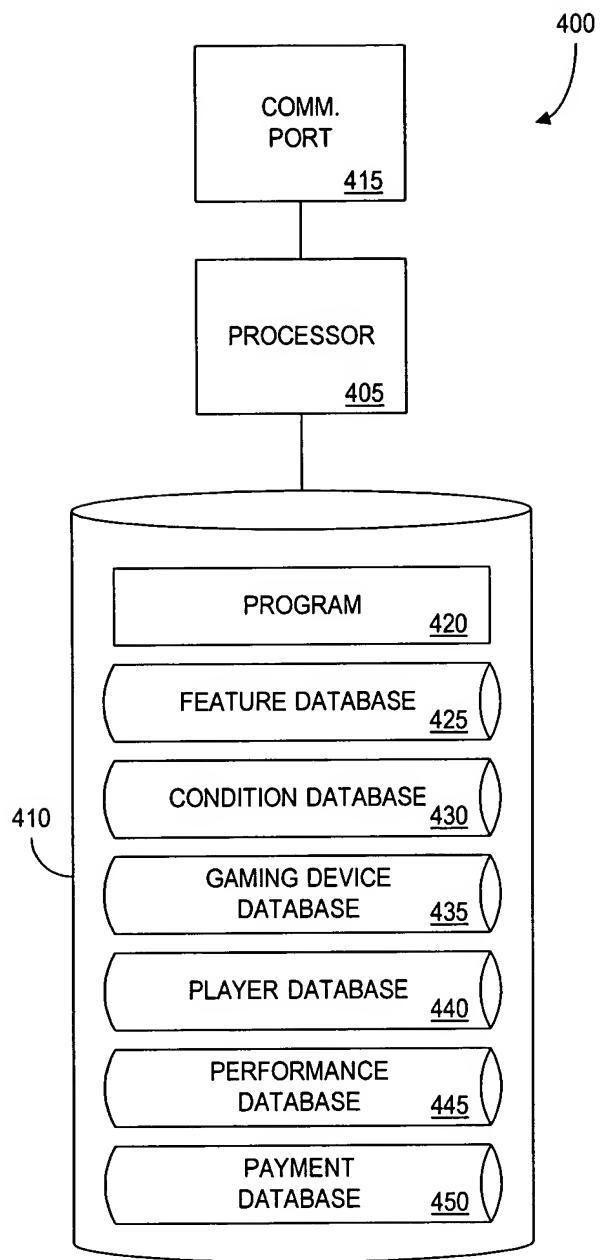 400
COMM.
PORT
415
PROCESSOR
405
PROGRAM
420
FEATURE DATABASE
425
CONDITION DATABASE
430
410
GAMING DEVICE
DATABASE
435
PLAYER DATABASE
440
PERFORMANCE
DATABASE
445
PAYMENT
DATABASE
450